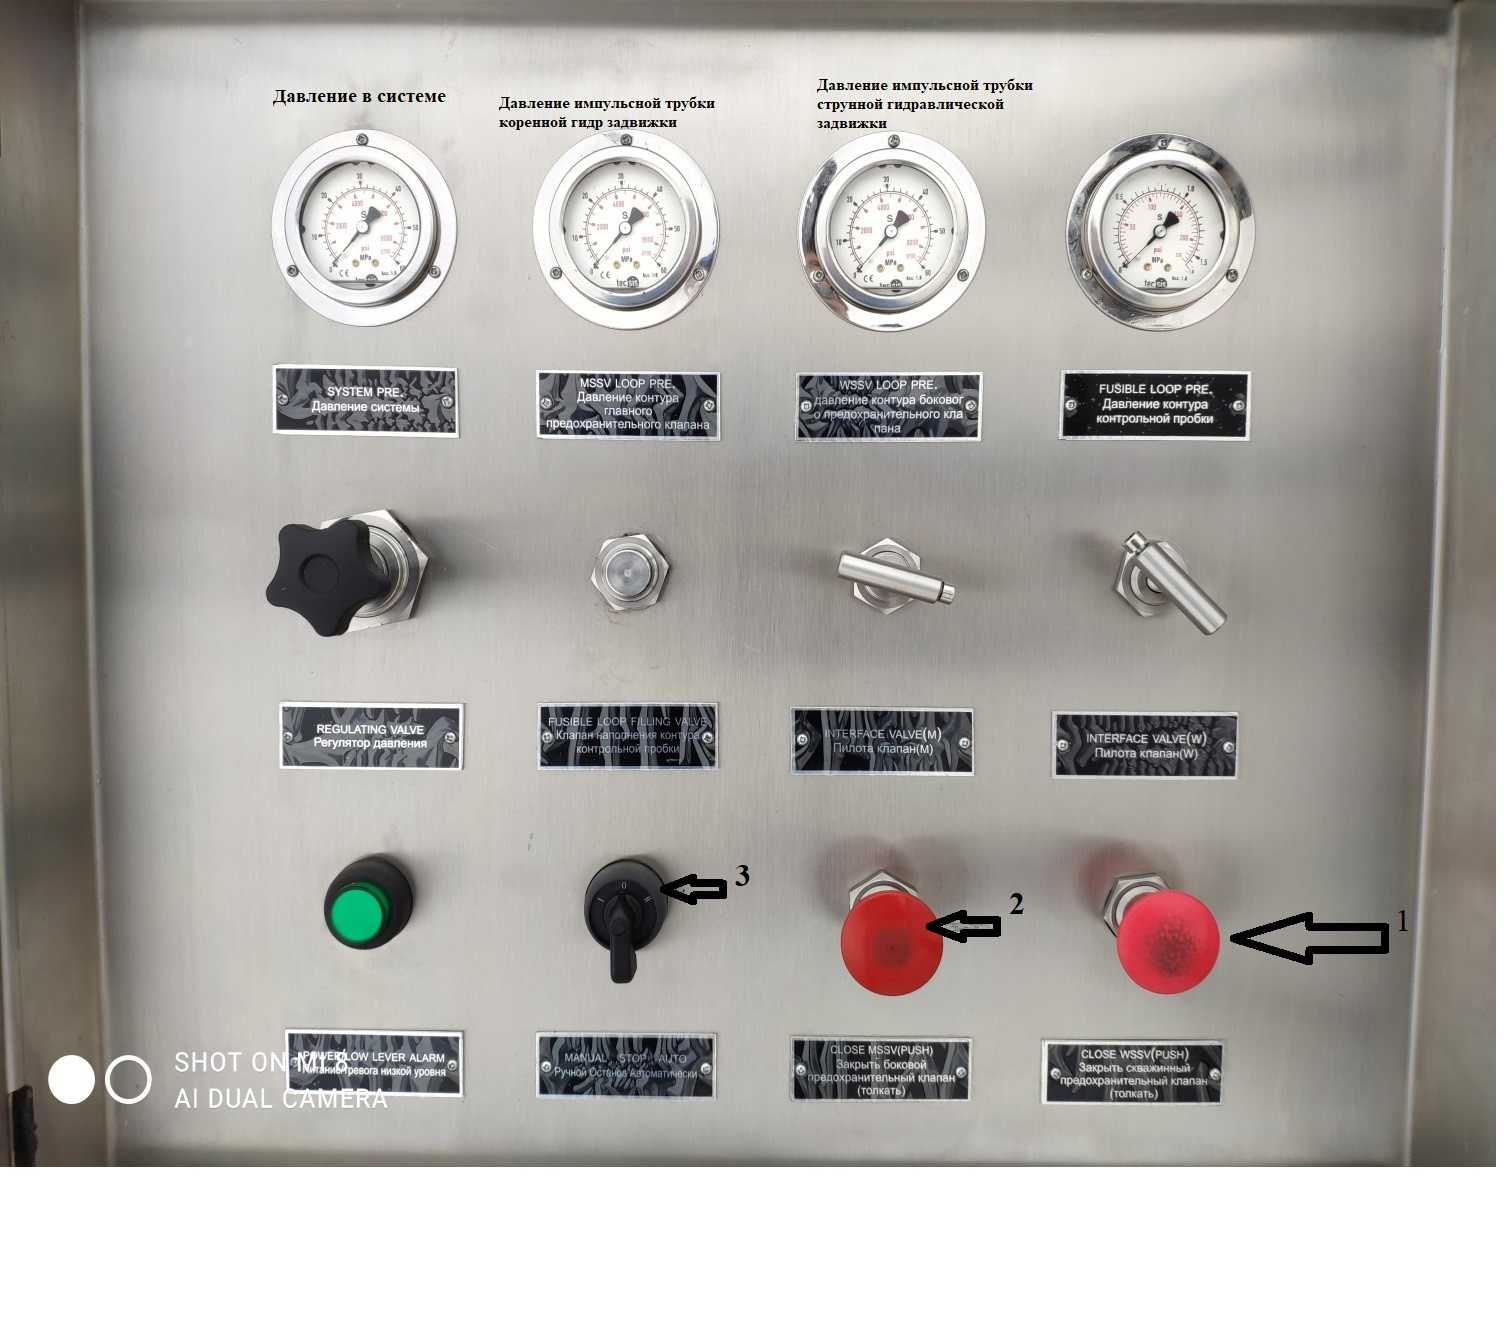 Давление в системе
Давление импульсной трубки
коренной гидр задвижки
Давление импульсной трубки
струнной гидравлической
задвижки
SYSTEM PRE.
Давление системы
MSSV LOOP PRE.
Давление контура
главного
предохранительного клапана
WSSV LOOP PRE.
давление контура боковог
о предохранительного кла
пана
FUSIBLE LOOP PRE.
Давление контура
контрольной пробки
REGULATING VALVE
Регулятор давления
FUSIBLE LOOP FILLING VALVE
Клапан наполнения контура
контрольной пробки
INTERFACE VALVE(M)
Пилота клапан(M)
INTERFACE VALVE(W)
Пилота клапан(W)
3
2
1
POWER/LOW LEVER ALARM
Питание/тревога низкой уровня
MANUAL STOP AUTO
Ручной Останов Автоматически
CLOSE MSSV(PUSH)
Закрыть боковой
предохранительный клапан
(толкать)
CLOSE WSSV(PUSH)
Закрыть скважинный
предохранительный клапан
(толкать)
SHOT ON MI 8
AI DUAL CAMERA